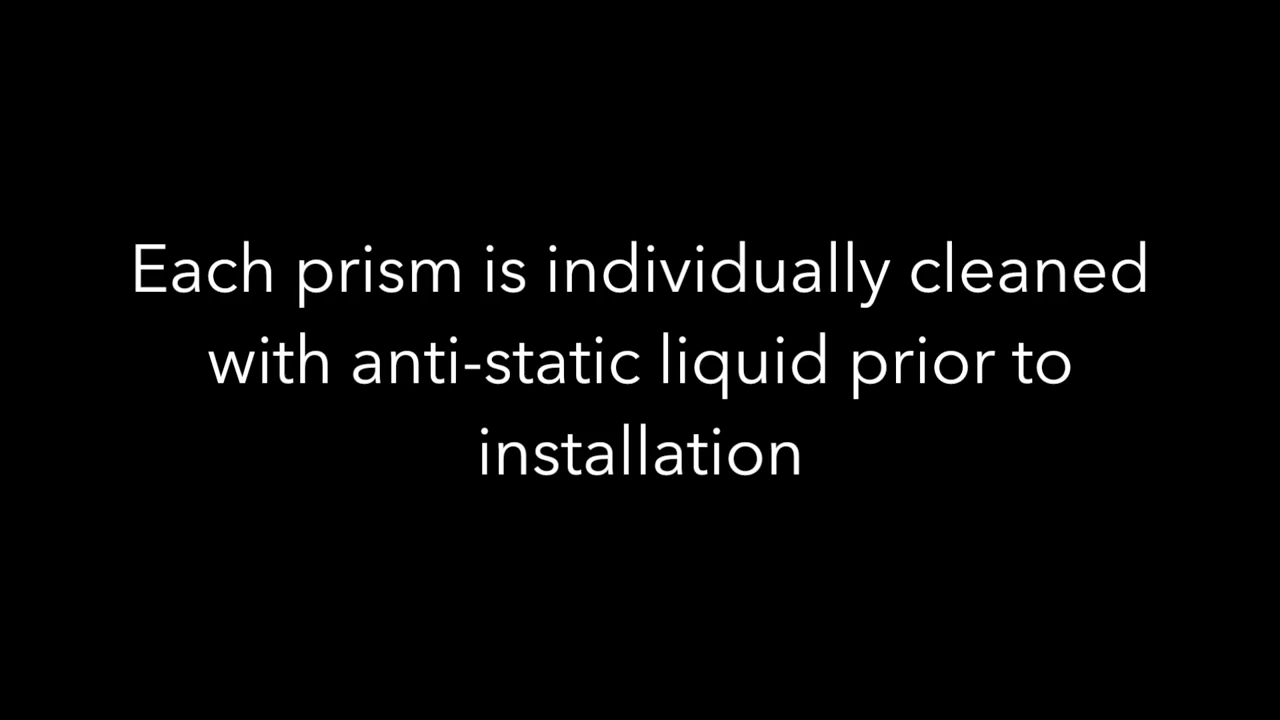 Each prism is individually cleaned
with anti-static liquid prior to
installation